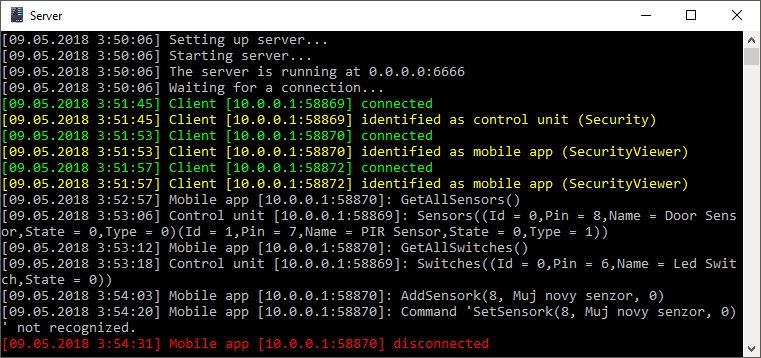 Server
[09.05.2018 3:50:06] Setting up server...
[09.05.2018 3:50:06] Starting server...
[09.05.2018 3:50:06] The server is running at 0.0.0.0:6666
[09.05.2018 3:50:06] Waiting for a connection...
[09.05.2018 3:51:45] Client [10.0.0.1:58869] connected
[09.05.2018 3:51:45] Client [10.0.0.1:58869] identified as control unit (Security)
[09.05.2018 3:51:53] Client [10.0.0.1:58870] connected
[09.05.2018 3:51:53] Client [10.0.0.1:58870] identified as mobile app (SecurityViewer)
[09.05.2018 3:51:57] Client [10.0.0.1:58872] connected
[09.05.2018 3:51:57] Client [10.0.0.1:58872] identified as mobile app (SecurityViewer)
[09.05.2018 3:52:57] Mobile app [10.0.0.1:58870]: GetAllSensors()
[09.05.2018 3:53:06] Control unit [10.0.0.1:58869]: Sensors((Id = 0,Pin = 8,Name = Door Sens
or,State = 0,Type = 0)(Id = 1,Pin = 7,Name = PIR Sensor,State = 0,Type = 1))
[09.05.2018 3:53:12] Mobile app [10.0.0.1:58870]: GetAllSwitches()
[09.05.2018 3:53:18] Control unit [10.0.0.1:58869]: Switches((Id = 0,Pin = 6,Name = Led Swit
ch,State = 0))
[09.05.2018 3:54:03] Mobile app [10.0.0.1:58870]: AddSensork(8, Muj novy senzor, 0)
[09.05.2018 3:54:20] Mobile app [10.0.0.1:58870]: Command 'SetSensork(8, Muj novy senzor, 0)
' not recognized.
[09.05.2018 3:54:31] Mobile app [10.0.0.1:58870] disconnected